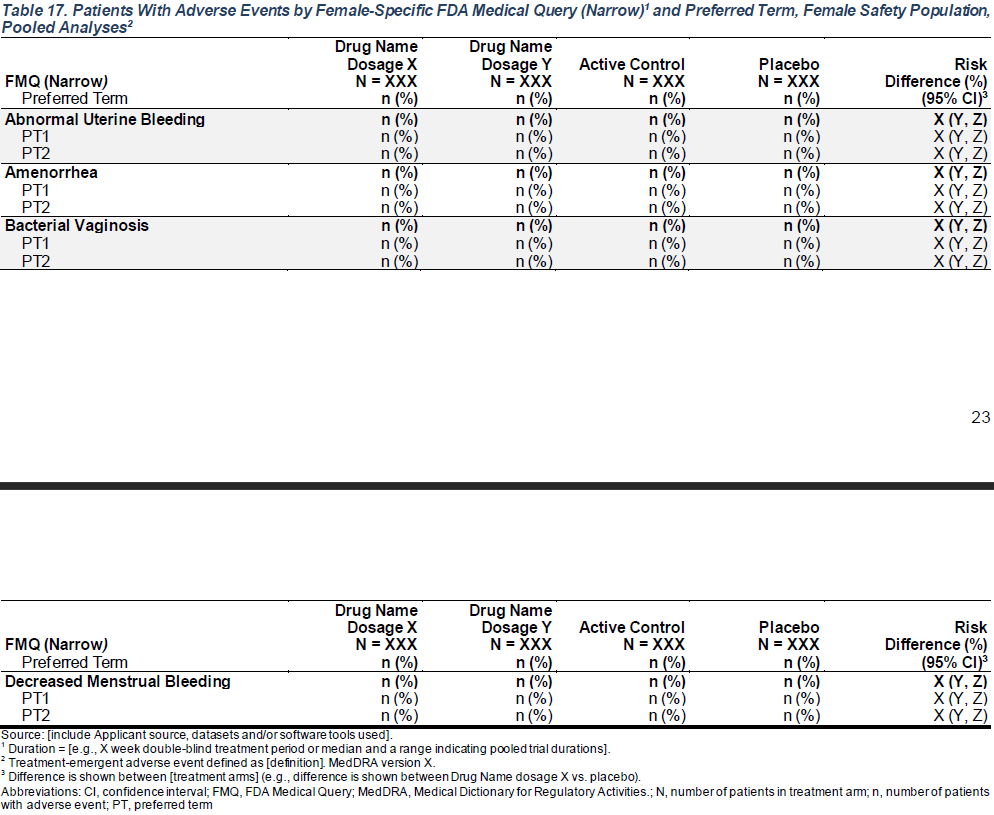 Table 17. Patients With Adverse Events by Female-Specific FDA Medical Query (Narrow)¹ and Preferred Term, Female Safety Population,
Pooled Analyses²
Drug Name Drug Name
Dosage X Dosage Y Active Control Placebo Risk
FMQ (Narrow) N = XXX N = XXX N = XXX N = XXX Difference (%)
Preferred Term n (%) n (%) n (%) n (%) (95% CI)³
Abnormal Uterine Bleeding n (%) n (%) n (%) n (%) X (Y, Z)
PT1 n (%) n (%) n (%) n (%) X (Y, Z)
PT2 n (%) n (%) n (%) n (%) X (Y, Z)
Amenorrhea n (%) n (%) n (%) n (%) X (Y, Z)
PT1 n (%) n (%) n (%) n (%) X (Y, Z)
PT2 n (%) n (%) n (%) n (%) X (Y, Z)
Bacterial Vaginosis n (%) n (%) n (%) n (%) X (Y, Z)
PT1 n (%) n (%) n (%) n (%) X (Y, Z)
PT2 n (%) n (%) n (%) n (%) X (Y, Z)
23
Drug Name Drug Name
Dosage X Dosage Y Active Control Placebo Risk
FMQ (Narrow) N = XXX N = XXX N = XXX N = XXX Difference (%)
Preferred Term n (%) n (%) n (%) n (%) (95% CI)³
Decreased Menstrual Bleeding n (%) n (%) n (%) n (%) X (Y, Z)
PT1 n (%) n (%) n (%) n (%) X (Y, Z)
PT2 n (%) n (%) n (%) n (%) X (Y, Z)
Source: [include Applicant source, datasets and/or software tools used].
¹ Duration = [e.g., X week double-blind treatment period or median and a range indicating pooled trial durations].
² Treatment-emergent adverse event defined as [definition]. MedDRA version X.
³ Difference is shown between [treatment arms] (e.g., difference is shown between Drug Name dosage X vs. placebo).
Abbreviations: CI, confidence interval; FMQ, FDA Medical Query; MedDRA, Medical Dictionary for Regulatory Activities.; N, number of patients in treatment arm; n, number of patients
with adverse event; PT, preferred term